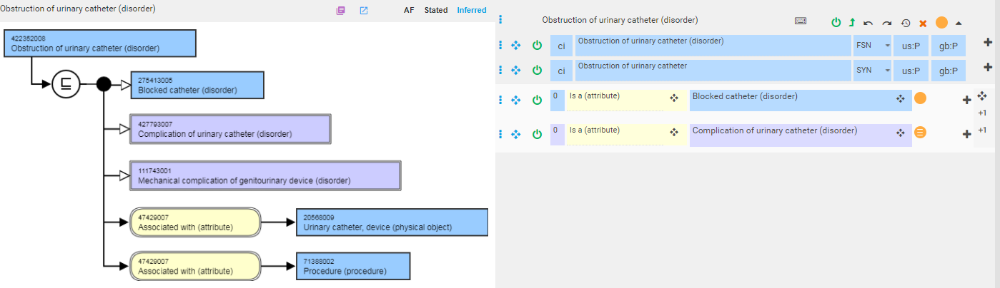 Obstruction of urinary catheter (disorder)
AF Stated Inferred
422352008
Obstruction of urinary catheter (disorder)
⊑
275413005
Blocked catheter (disorder)
427793007
Complication of urinary catheter (disorder)
111743001
Mechanical complication of genitourinary device (disorder)
47429007
Associated with (attribute)
20568009
Urinary catheter, device (physical object)
47429007
Associated with (attribute)
71388002
Procedure (procedure)
Obstruction of urinary catheter (disorder)
ci Obstruction of urinary catheter (disorder) FSN us:P gb:P
ci Obstruction of urinary catheter SYN us:P gb:P
0 Is a (attribute) Blocked catheter (disorder)
+1
0 Is a (attribute) Complication of urinary catheter (disorder) +1